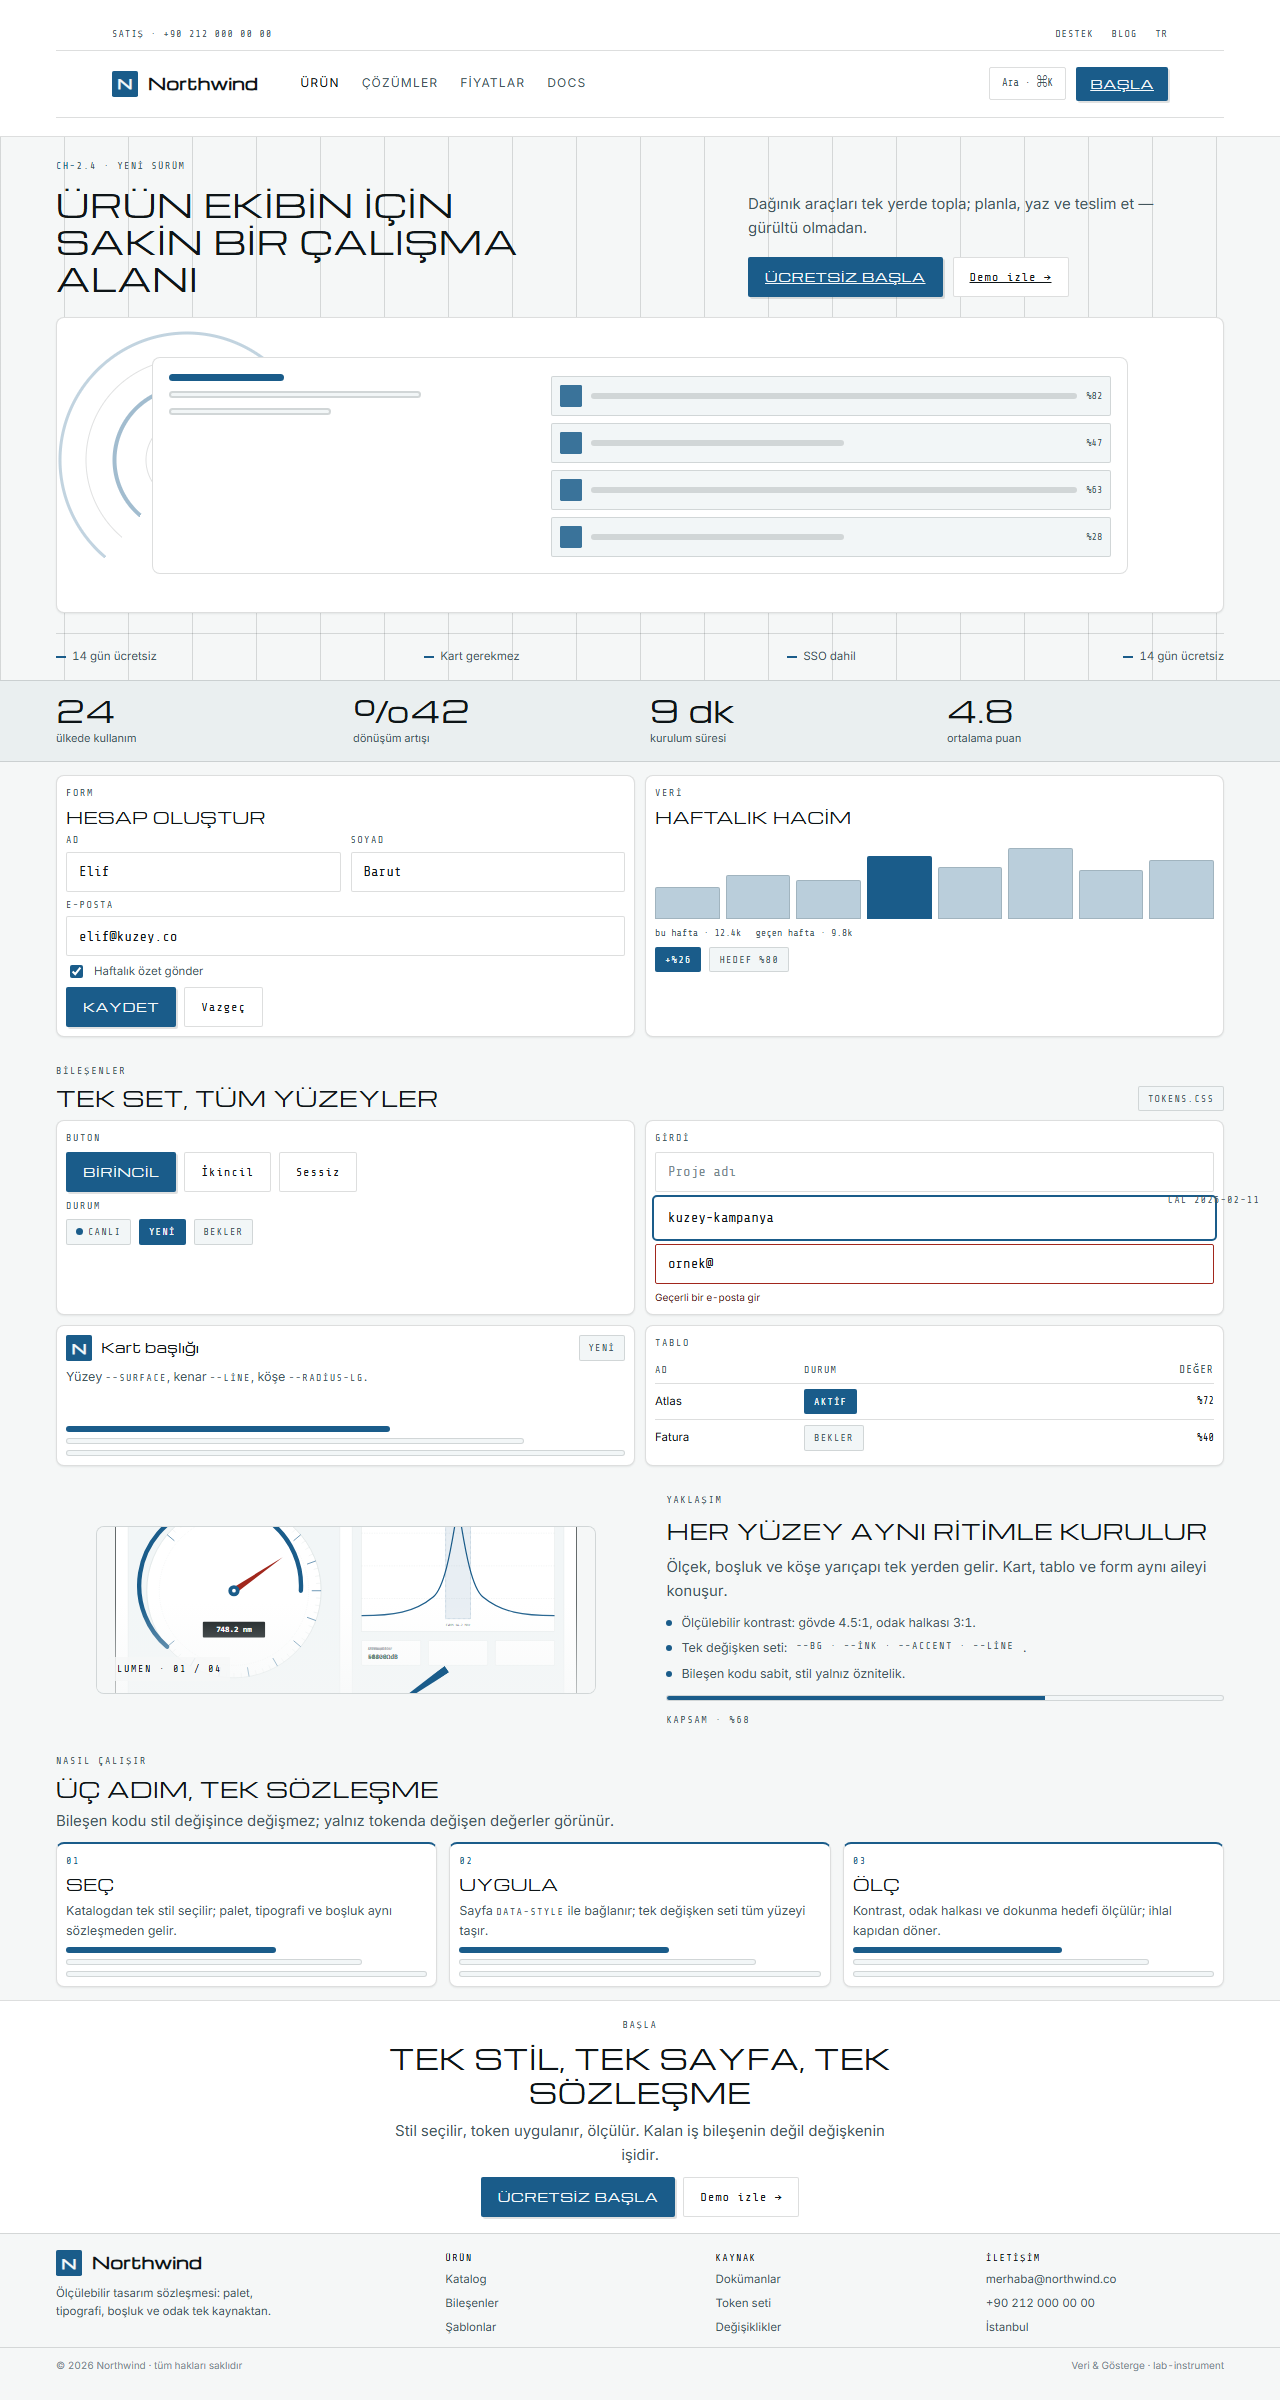 SATIŞ · +90 212 000 00 00
DESTEK BLOG TR
N Northwind ÜRÜN ÇÖZÜMLER FİYATLAR DOCS Ara · ⌘K BAŞLA
CH-2.4 · YENİ SÜRÜM
ÜRÜN EKİBİN İÇİN
SAKİN BİR ÇALIŞMA
ALANI
Dağınık araçları tek yerde topla; planla, yaz ve teslim et —
gürültü olmadan.
ÜCRETSİZ BAŞLA Demo izle →
%82
%47
%63
%28
14 gün ücretsiz Kart gerekmez SSO dahil 14 gün ücretsiz
24 %42 9 dk 4.8
ülkede kullanım dönüşüm artışı kurulum süresi ortalama puan
FORM
HESAP OLUŞTUR
AD SOYAD
Elif Barut
E-POSTA
elif@kuzey.co
Haftalık özet gönder
KAYDET Vazgeç
VERİ
HAFTALIK HACİM
bu hafta · 12.4k geçen hafta · 9.8k
+%26 HEDEF %80
BİLEŞENLER
TEK SET, TÜM YÜZEYLER
TOKENS.CSS
BUTON
BİRİNCİL İkincil Sessiz
DURUM
CANLI YENİ BEKLER
GİRDİ
Proje adı
kuzey-kampanya
ornek@
Geçerli bir e-posta gir
N Kart başlığı YENİ
Yüzey --SURFACE, kenar --LİNE, köşe --RADİUS-LG.
TABLO
AD DURUM DEĞER
Atlas AKTİF %72
Fatura BEKLER %40
748.2 nm
LUMEN · 01 / 04
YAKLAŞIM
HER YÜZEY AYNI RİTİMLE KURULUR
Ölçek, boşluk ve köşe yarıçapı tek yerden gelir. Kart, tablo ve form aynı aileyi
konuşur.
Ölçülebilir kontrast: gövde 4.5:1, odak halkası 3:1.
Tek değişken seti: --BG · --İNK · --ACCENT · --LİNE .
Bileşen kodu sabit, stil yalnız öznitelik.
KAPSAM · %68
NASIL ÇALIŞIR
ÜÇ ADIM, TEK SÖZLEŞME
Bileşen kodu stil değişince değişmez; yalnız tokenda değişen değerler görünür.
01
SEÇ
Katalogdan tek stil seçilir; palet, tipografi ve boşluk aynı
sözleşmeden gelir.
02
UYGULA
Sayfa DATA-STYLE ile bağlanır; tek değişken seti tüm yüzeyi
taşır.
03
ÖLÇ
Kontrast, odak halkası ve dokunma hedefi ölçülür; ihlal
kapıdan döner.
BAŞLA
TEK STİL, TEK SAYFA, TEK
SÖZLEŞME
Stil seçilir, token uygulanır, ölçülür. Kalan iş bileşenin değil değişkenin
işidir.
ÜCRETSİZ BAŞLA Demo izle →
N Northwind
Ölçülebilir tasarım sözleşmesi: palet,
tipografi, boşluk ve odak tek kaynaktan.
ÜRÜN
Katalog
Bileşenler
Şablonlar
KAYNAK
Dokümanlar
Token seti
Değişiklikler
İLETİŞİM
merhaba@northwind.co
+90 212 000 00 00
İstanbul
© 2026 Northwind · tüm hakları saklıdır
Veri & Gösterge · lab-instrument